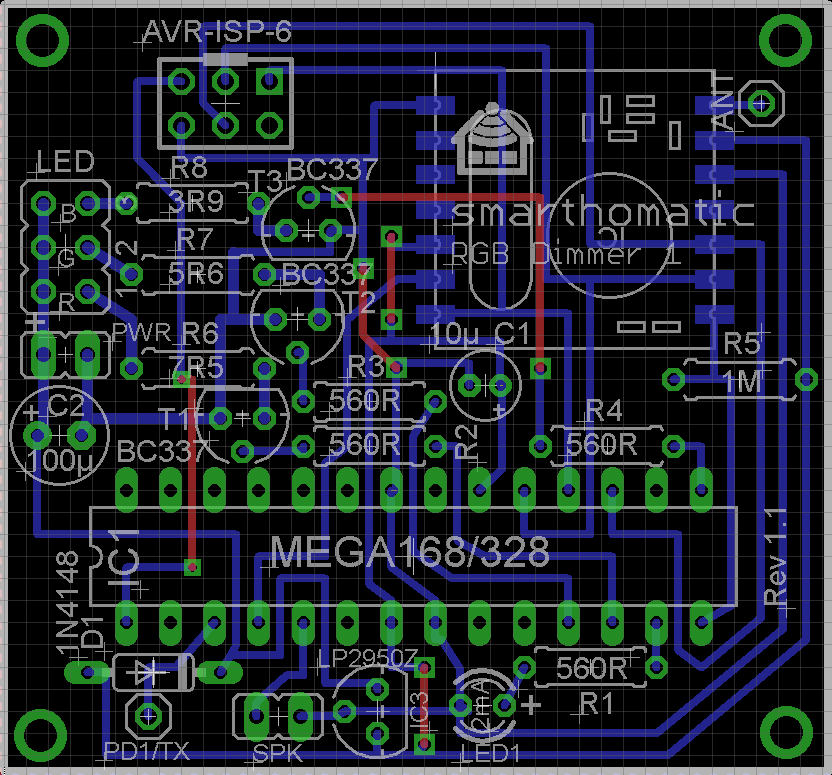 AVR-ISP-6
ANT
LED
R8
BC337
T3
3R9
B
3
smarthomatic
R7
G
2
5R6
BC337
RGB Dimmer 1
R
1
T2
PWR
R6
10µ
C1
R5
7R5
R3
1M
+
C2
560R
+
R4
T1
100µ
BC337
560R
R2
560R
IC1
MEGA168/328
Rev 1.1
1N4148
D1
LP2950Z
560R
IC3
2mA
+
R1
PD1/TX
SPK
LED1